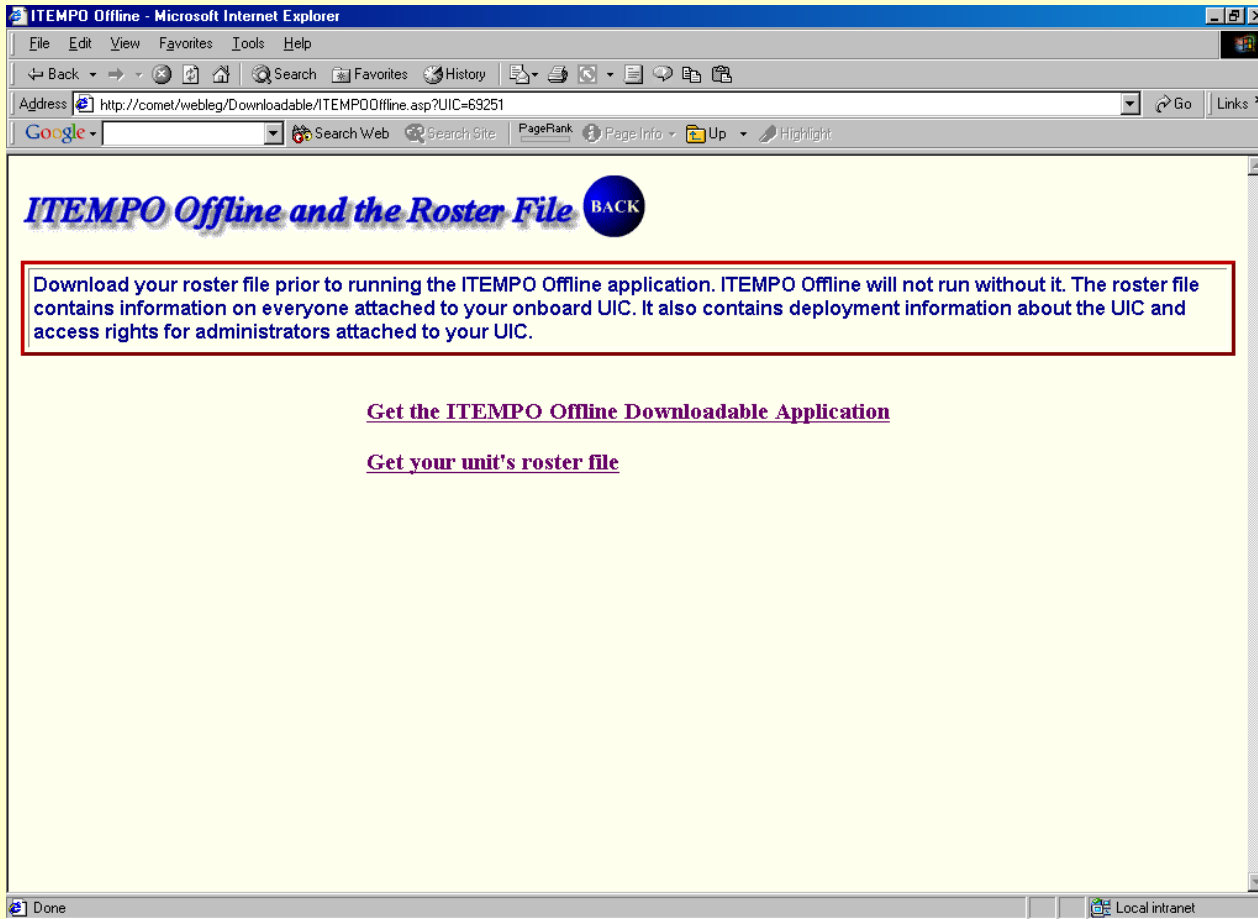 ITEMPO Offline - Microsoft Internet Explorer
File Edit View Favorites Tools Help
Back Search Favorites History
Address http://comet/webleg/Downloadable/ITEMPOOffline.asp?UIC=69251 Go Links
Google Search Web Search Site PageRank Page Info Up Highlight
ITEMPO Offline and the Roster File BACK
Download your roster file prior to running the ITEMPO Offline application. ITEMPO Offline will not run without it. The roster file
contains information on everyone attached to your onboard UIC. It also contains deployment information about the UIC and
access rights for administrators attached to your UIC.
Get the ITEMPO Offline Downloadable Application
Get your unit's roster file
Done Local intranet